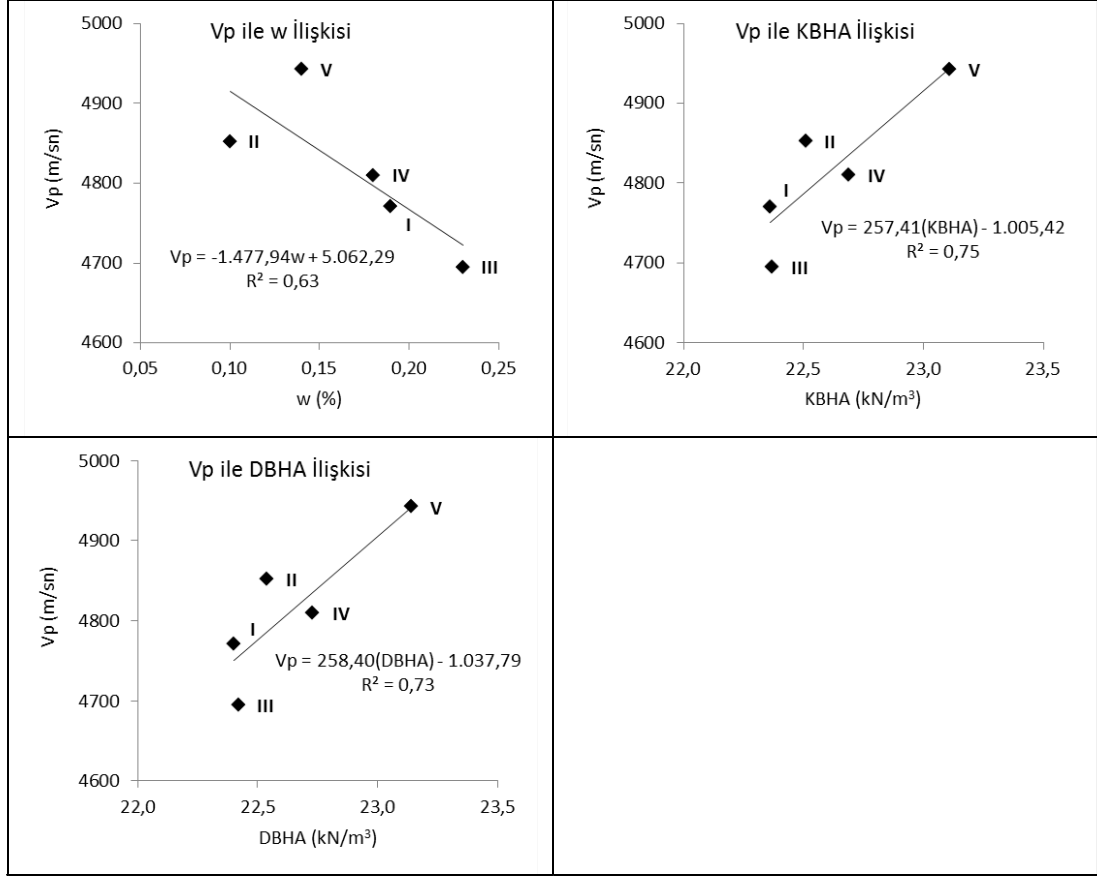 Vp ile w İlişkisi
5000
4900
4800
4700
4600
Vp (m/sn)
V
II
IV
I
III
Vp = -1.477,94w + 5.062,29
R² = 0,63
0,05 0,10 0,15 0,20 0,25
w (%)
Vp ile KBHA İlişkisi
5000
4900
4800
4700
4600
Vp (m/sn)
V
II
IV
I
III
Vp = 257,41(KBHA) - 1.005,42
R² = 0,75
22,0 22,5 23,0 23,5
KBHA (kN/m³)
Vp ile DBHA İlişkisi
5000
4900
4800
4700
4600
Vp (m/sn)
V
II
IV
I
III
Vp = 258,40(DBHA) - 1.037,79
R² = 0,73
22,0 22,5 23,0 23,5
DBHA (kN/m³)